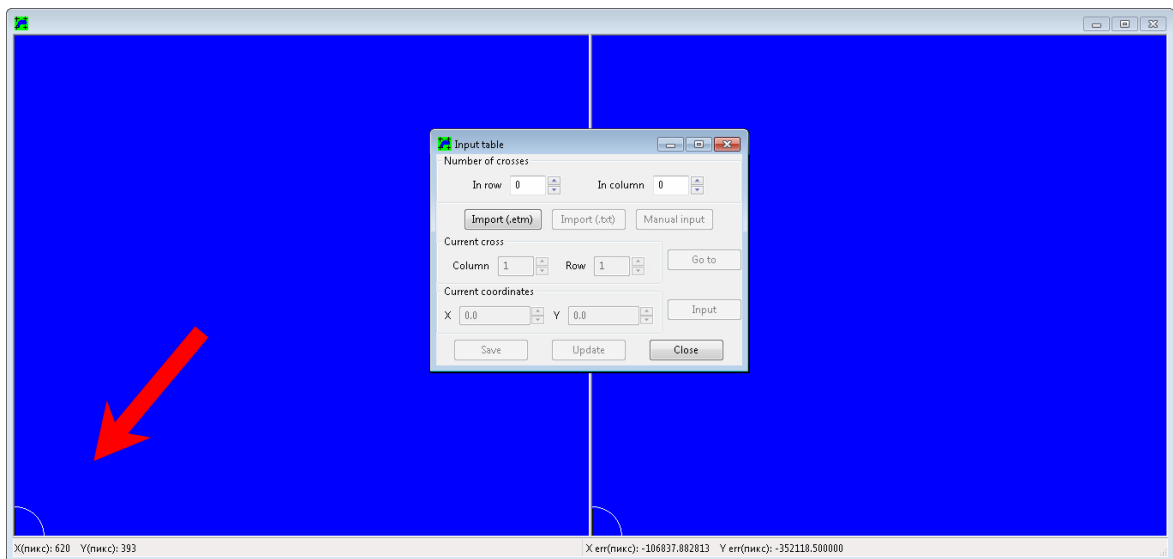 Input table
Number of crosses
In row 0 In column 0
Import (.etm) Import (.txt) Manual input
Current cross
Column 1 Row 1 Go to
Current coordinates
X 0.0 Y 0.0 Input
Save Update Close
X(пикс): 620 Y(пикс): 393 X err(пикс): -106837.882813 Y err(пикс): -352118.500000